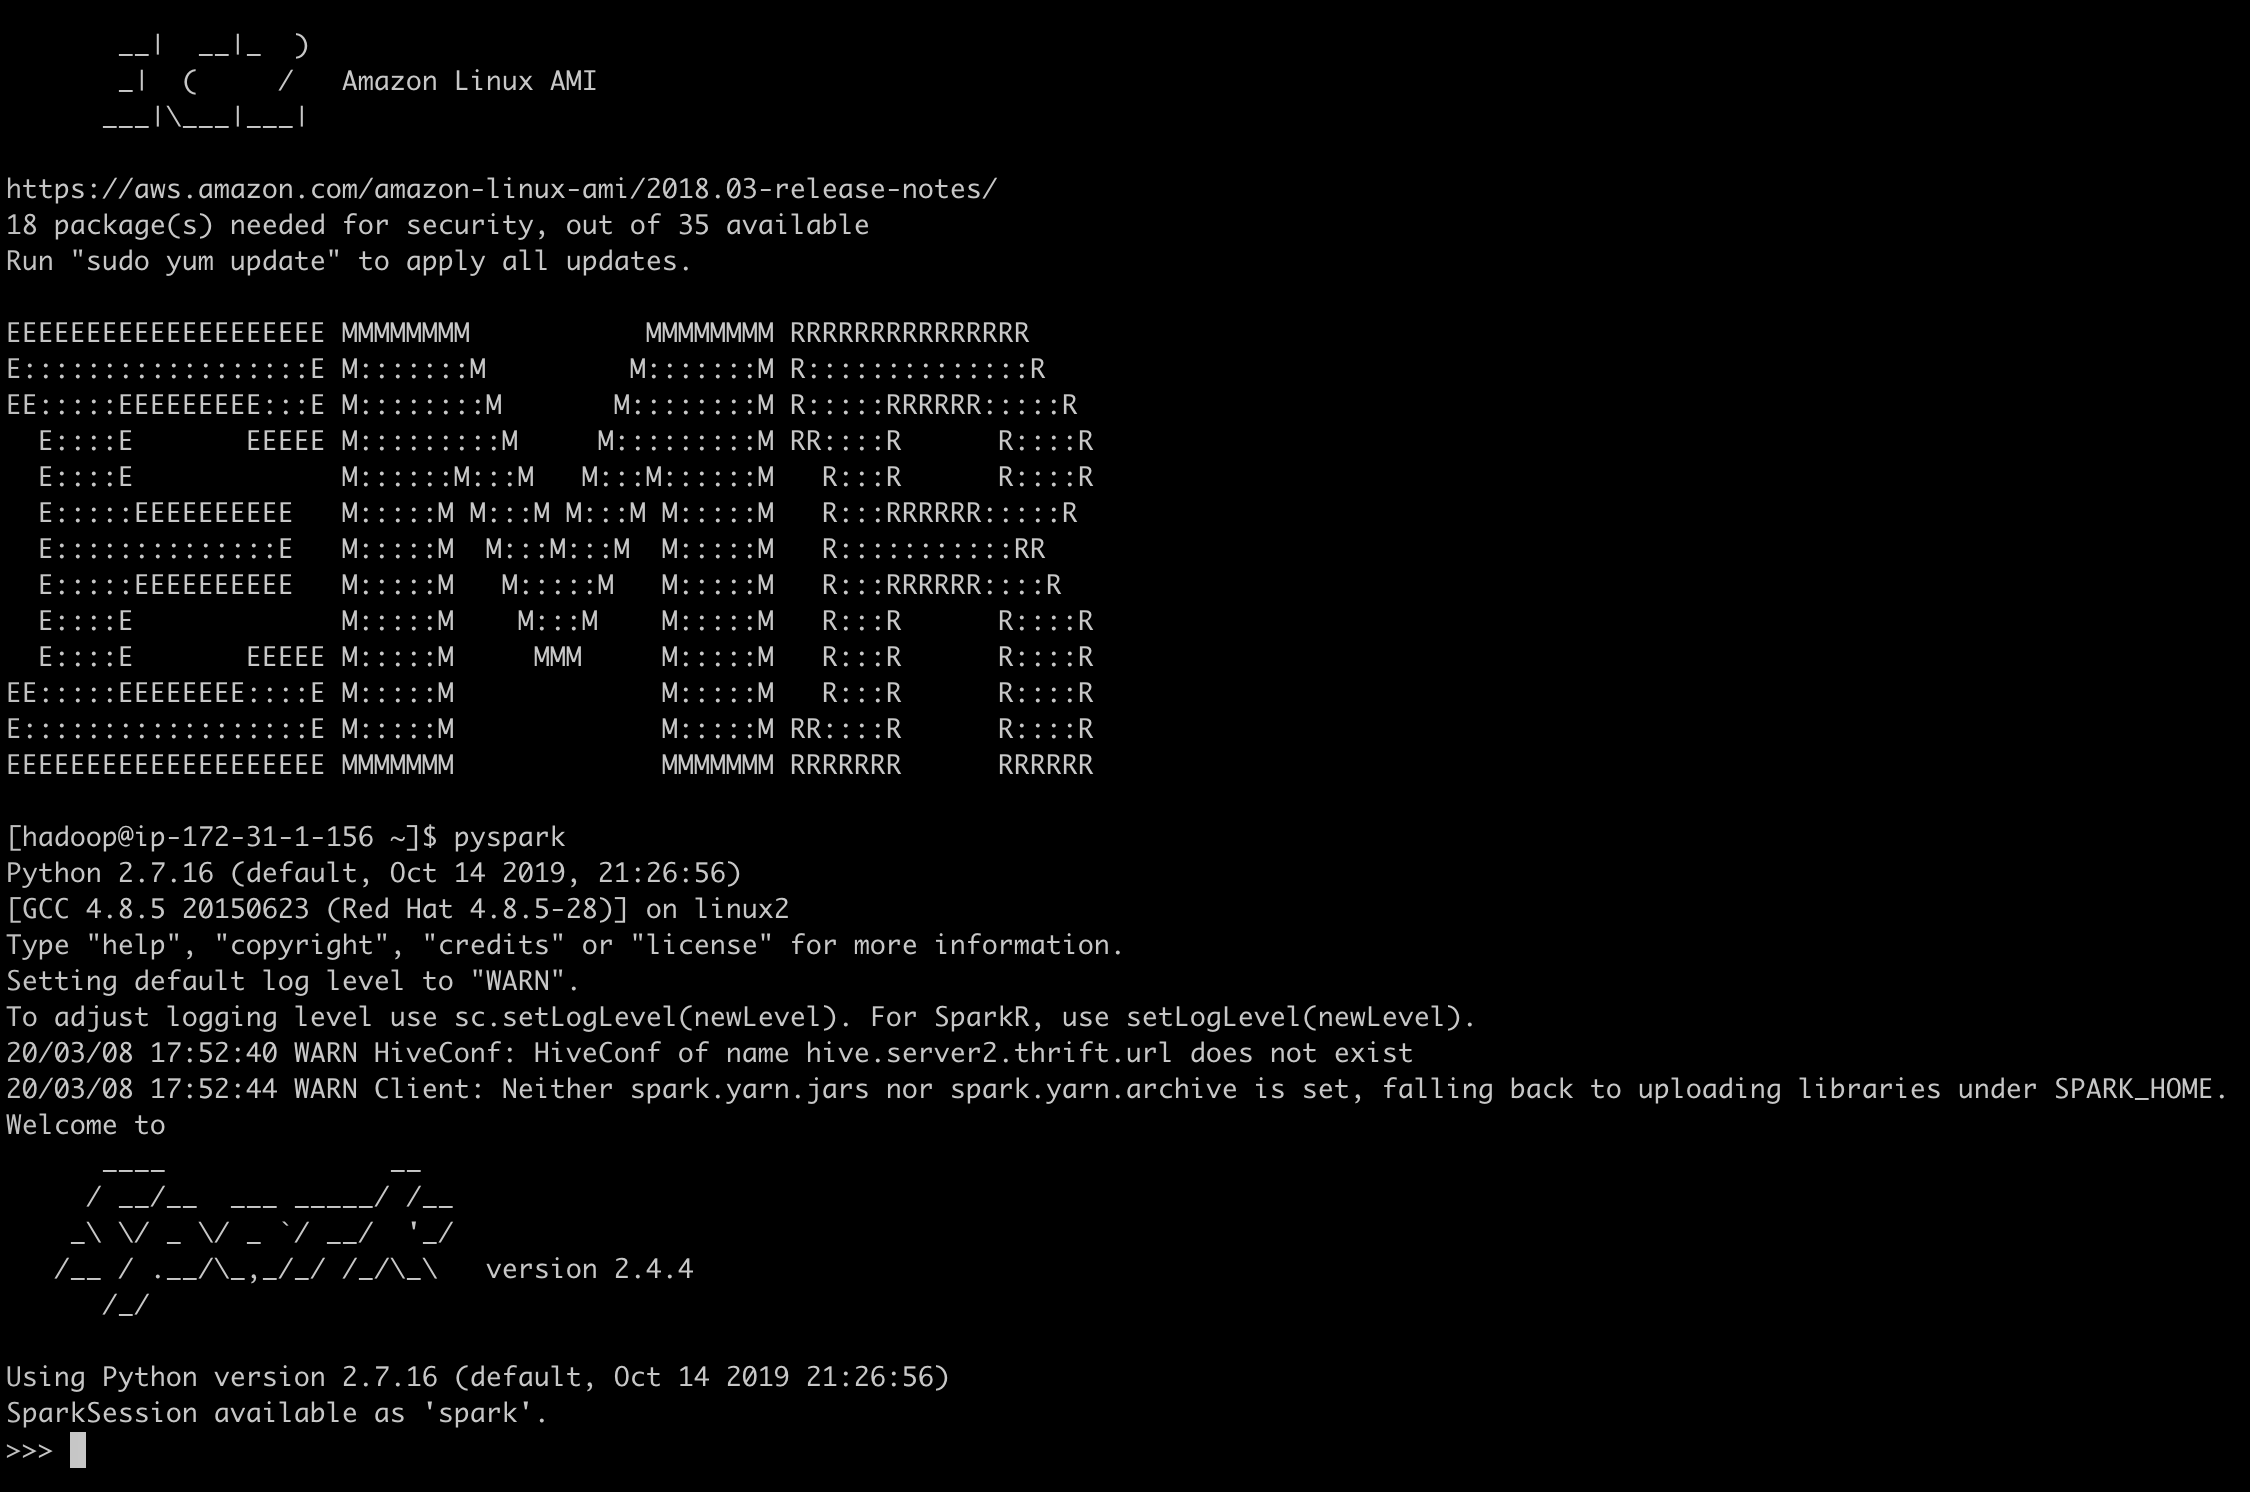 __|  __|_  )
       _|  (     /   Amazon Linux AMI
      ___|\___|___|

https://aws.amazon.com/amazon-linux-ami/2018.03-release-notes/
18 package(s) needed for security, out of 35 available
Run "sudo yum update" to apply all updates.

EEEEEEEEEEEEEEEEEEEE MMMMMMMM           MMMMMMMM RRRRRRRRRRRRRRR
E::::::::::::::::::E M:::::::M         M:::::::M R::::::::::::::R
EE:::::EEEEEEEEE:::E M::::::::M       M::::::::M R:::::RRRRRR:::::R
  E::::E       EEEEE M:::::::::M     M:::::::::M RR::::R      R::::R
  E::::E             M::::::M:::M   M:::M::::::M   R:::R      R::::R
  E:::::EEEEEEEEEE   M:::::M M:::M M:::M M:::::M   R:::RRRRRR:::::R
  E::::::::::::::E   M:::::M  M:::M:::M  M:::::M   R:::::::::::RR
  E:::::EEEEEEEEEE   M:::::M   M:::::M   M:::::M   R:::RRRRRR::::R
  E::::E             M:::::M    M:::M    M:::::M   R:::R      R::::R
  E::::E       EEEEE M:::::M     MMM     M:::::M   R:::R      R::::R
EE:::::EEEEEEEE::::E M:::::M             M:::::M   R:::R      R::::R
E::::::::::::::::::E M:::::M             M:::::M RR::::R      R::::R
EEEEEEEEEEEEEEEEEEEE MMMMMMM             MMMMMMM RRRRRRR      RRRRRR

[hadoop@ip-172-31-1-156 ~]$ pyspark
Python 2.7.16 (default, Oct 14 2019, 21:26:56)
[GCC 4.8.5 20150623 (Red Hat 4.8.5-28)] on linux2
Type "help", "copyright", "credits" or "license" for more information.
Setting default log level to "WARN".
To adjust logging level use sc.setLogLevel(newLevel). For SparkR, use setLogLevel(newLevel).
20/03/08 17:52:40 WARN HiveConf: HiveConf of name hive.server2.thrift.url does not exist
20/03/08 17:52:44 WARN Client: Neither spark.yarn.jars nor spark.yarn.archive is set, falling back to uploading libraries under SPARK_HOME.
Welcome to
      ____              __
     / __/__  ___ _____/ /__
    _\ \/ _ \/ _ `/ __/  '_/
   /__ / .__/\_,_/_/ /_/\_\   version 2.4.4
      /_/

Using Python version 2.7.16 (default, Oct 14 2019 21:26:56)
SparkSession available as 'spark'.
>>>